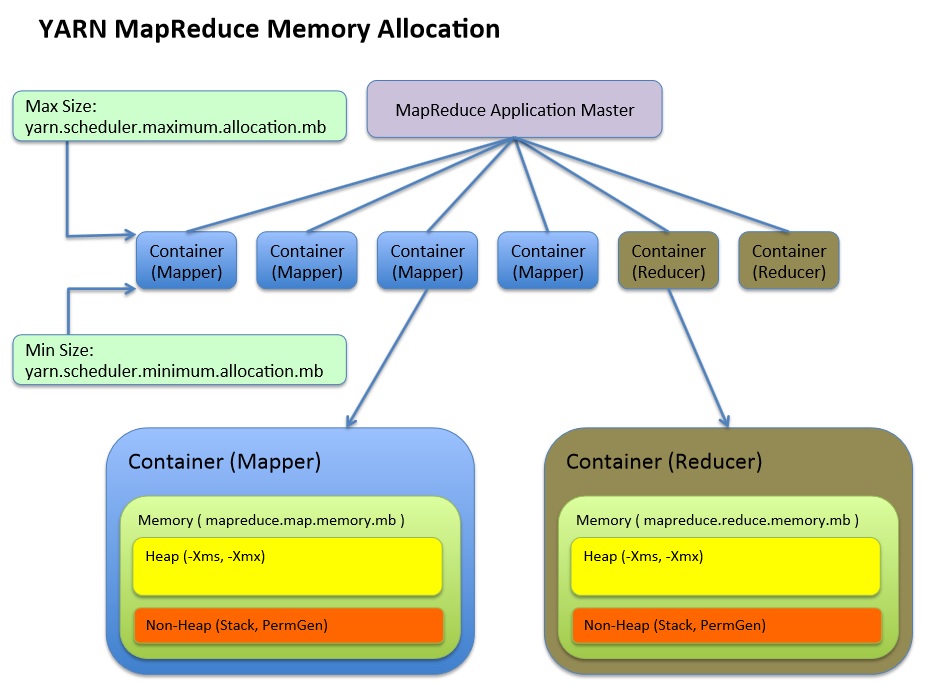 YARN MapReduce Memory Allocation
Max Size:
yarn.scheduler.maximum.allocation.mb
MapReduce Application Master
Container
(Mapper)
Container
(Mapper)
Container
(Mapper)
Container
(Mapper)
Container
(Reducer)
Container
(Reducer)
Min Size:
yarn.scheduler.minimum.allocation.mb
Container (Mapper)
Memory ( mapreduce.map.memory.mb )
Heap (-Xms, -Xmx)
Non-Heap (Stack, PermGen)
Container (Reducer)
Memory ( mapreduce.reduce.memory.mb )
Heap (-Xms, -Xmx)
Non-Heap (Stack, PermGen)